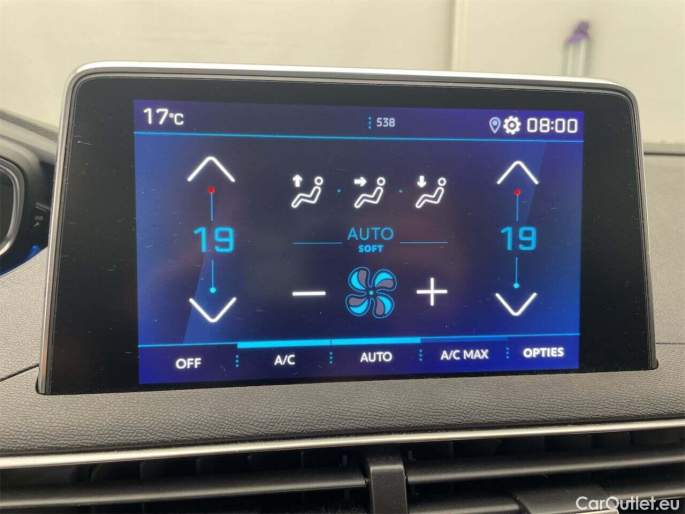 17°C 538 08:00
19 19
AUTO
SOFT
OFF A/C AUTO A/C MAX OPTIES
CarOutlet.eu